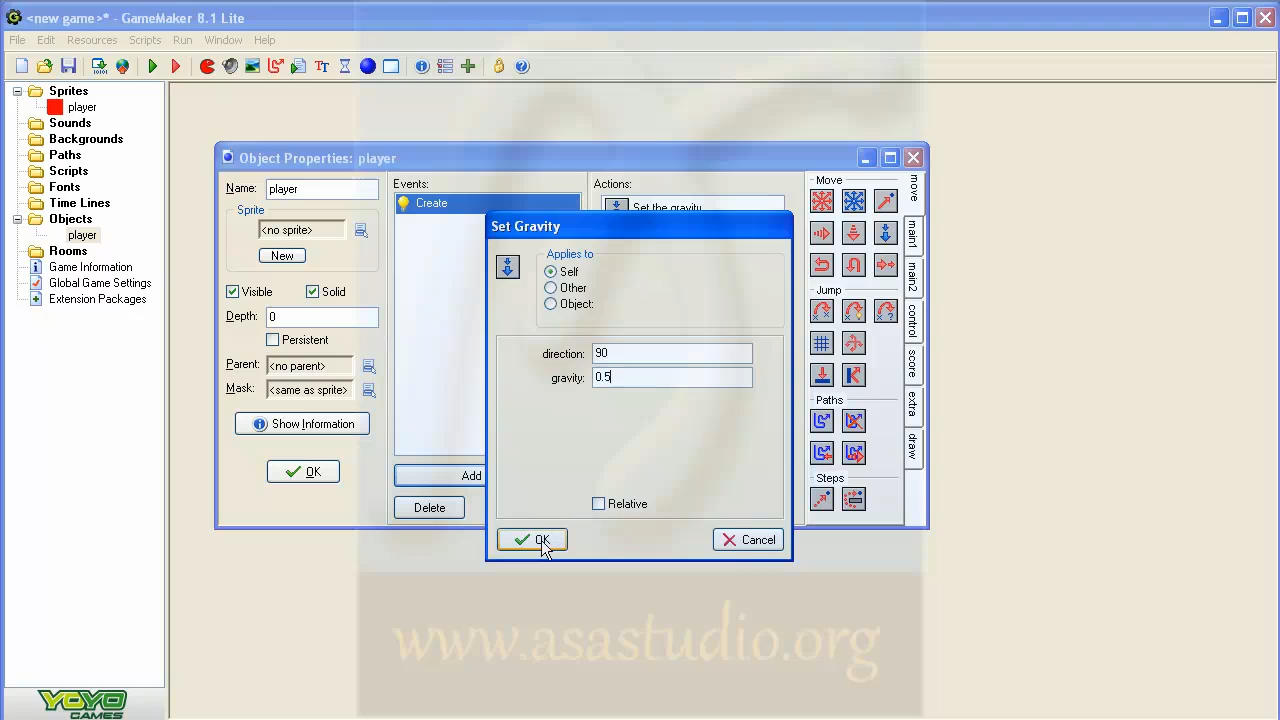 <new game>* - GameMaker 8.1 Lite
File Edit Resources Scripts Run Window Help
Sprites
player
Sounds
Backgrounds
Paths
Scripts
Fonts
Time Lines
Objects
player
Rooms
Game Information
Global Game Settings
Extension Packages
YOYO
GAMES
Object Properties: player
Name: player
Sprite
<no sprite>
New
Visible Solid
Depth: 0
Persistent
Parent: <no parent>
Mask: <same as sprite>
Show Information
OK
Events:
Create
Add
Delete
Actions:
Set the gravity
Set Gravity
Applies to
Self
Other
Object:
direction: 90
gravity: 0.5
Relative
OK Cancel
Move
Jump
Paths
Steps
move
main1
main2
control
score
extra
draw
www.asastudio.org